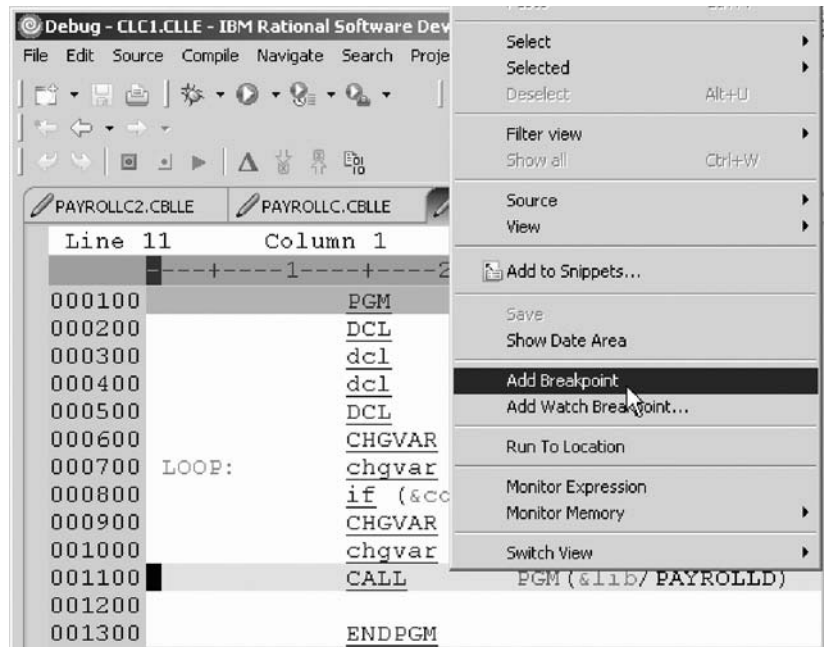 Debug - CLC1.CLLE - IBM Rational Software Dev
File Edit Source Compile Navigate Search Proje
PAYROLLC2.CBLLE PAYROLLC.CBLLE
Line 11 Column 1
----+----1----+----2
000100 PGM
000200 DCL
000300 dcl
000400 dcl
000500 DCL
000600 CHGVAR
000700 LOOP: chgvar
000800 if (&co
000900 CHGVAR
001000 chgvar
001100 CALL PGM(&lib/PAYROLLD)
001200
001300 ENDPGM
Select
Selected
Deselect Alt+U
Filter view
Show all Ctrl+W
Source
View
Add to Snippets...
Save
Show Date Area
Add Breakpoint
Add Watch Breakpoint...
Run To Location
Monitor Expression
Monitor Memory
Switch View